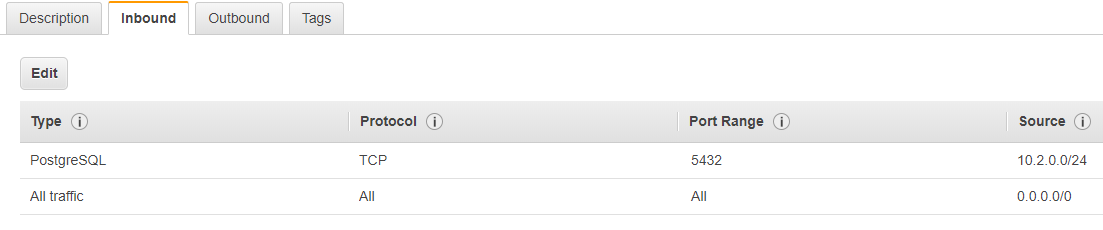 Description Inbound Outbound Tags
Edit
Type Protocol Port Range Source
PostgreSQL TCP 5432 10.2.0.0/24
All traffic All All 0.0.0.0/0